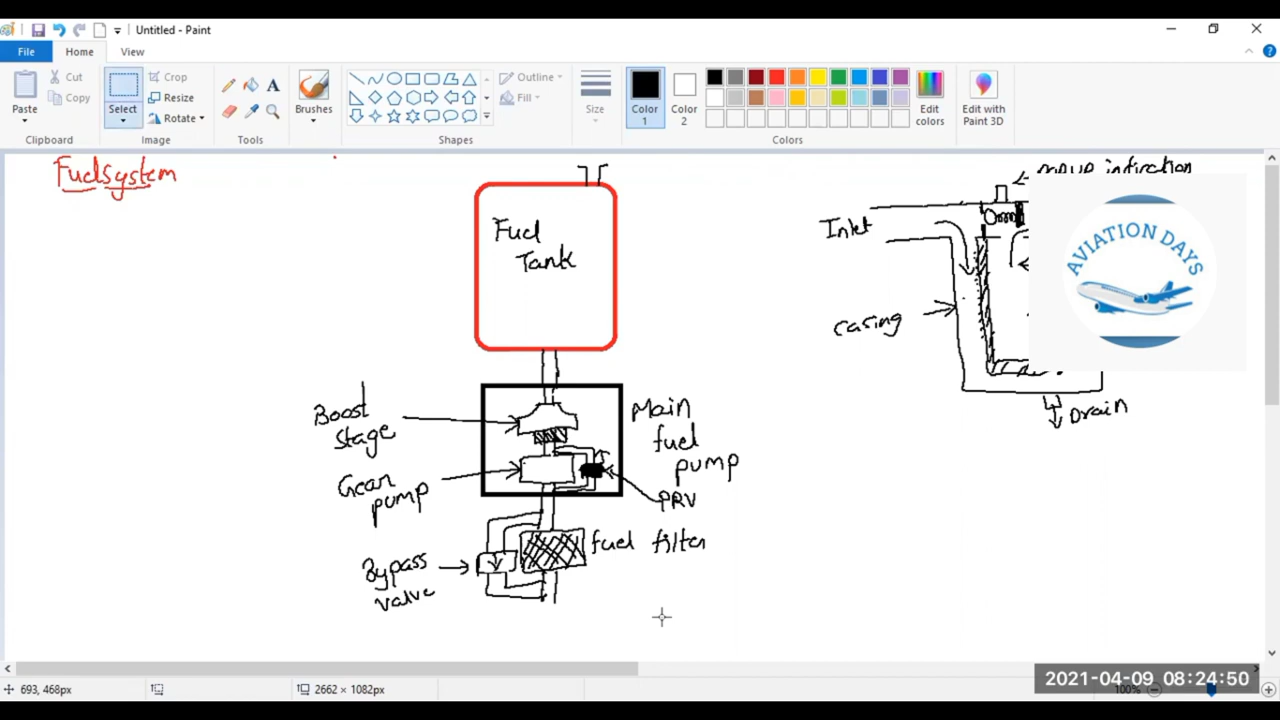 Untitled - Paint
File
Home
View
Paste
Cut
Copy
Clipboard
Select
Crop
Resize
Rotate
Image
A
Tools
Brushes
Outline
Fill
Shapes
Size
Color 1
Color 2
Edit colors
Edit with Paint 3D
Colors
Fuelsystem
Fuel
Tank
Boost
stage
Gear
pump
Main
fuel
pump
PRV
fuel filter
Bypass
valve
Inlet
casing
Drain
AVIATION DAYS
693, 468px
2662 × 1082px
100%
2021-04-09 08:24:50